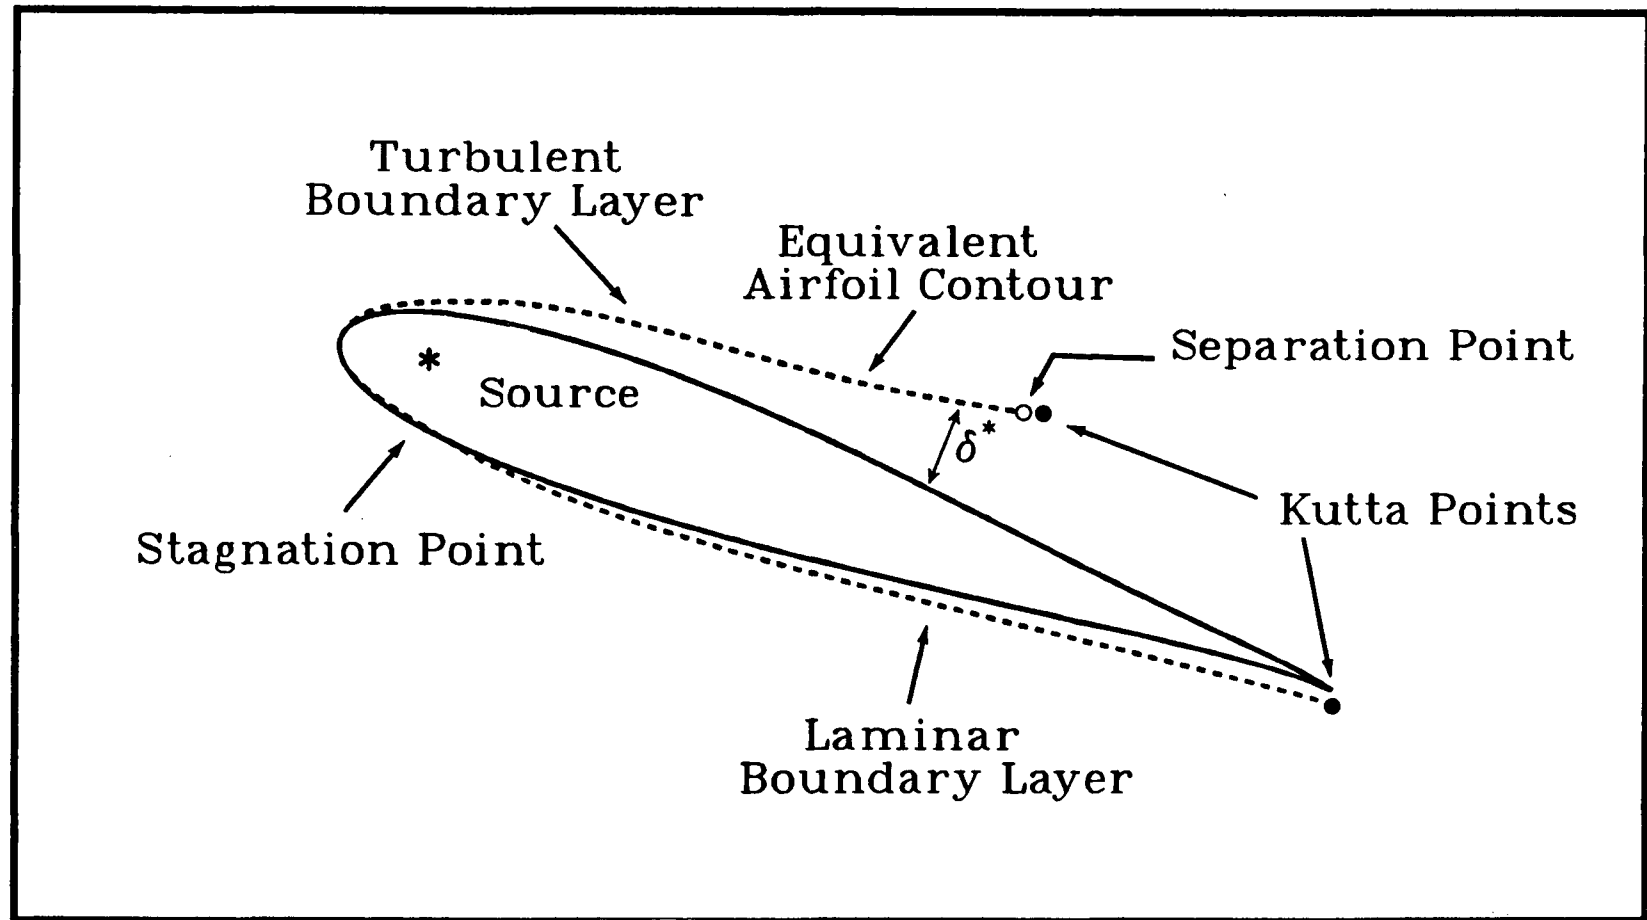 Turbulent
Boundary Layer
Equivalent
Airfoil Contour
Separation Point
*
Source
δ*
Kutta Points
Stagnation Point
Laminar
Boundary Layer